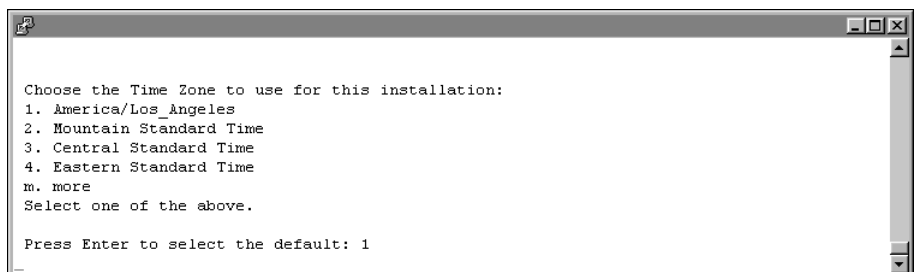 Choose the Time Zone to use for this installation:
1. America/Los_Angeles
2. Mountain Standard Time
3. Central Standard Time
4. Eastern Standard Time
m. more
Select one of the above.
Press Enter to select the default: 1